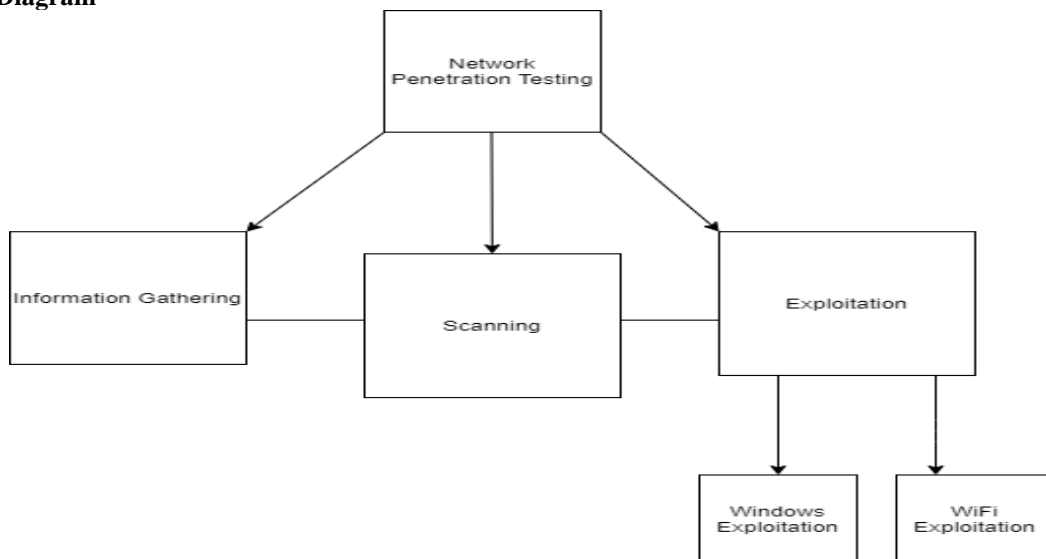 Diagram
Network
Penetration Testing
Information Gathering
Scanning
Exploitation
Windows
Exploitation
WiFi
Exploitation